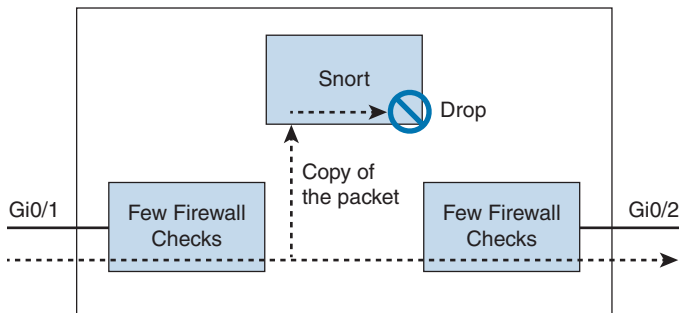 Snort
Drop
Copy of
the packet
Gi0/1
Few Firewall
Checks
Few Firewall
Checks
Gi0/2